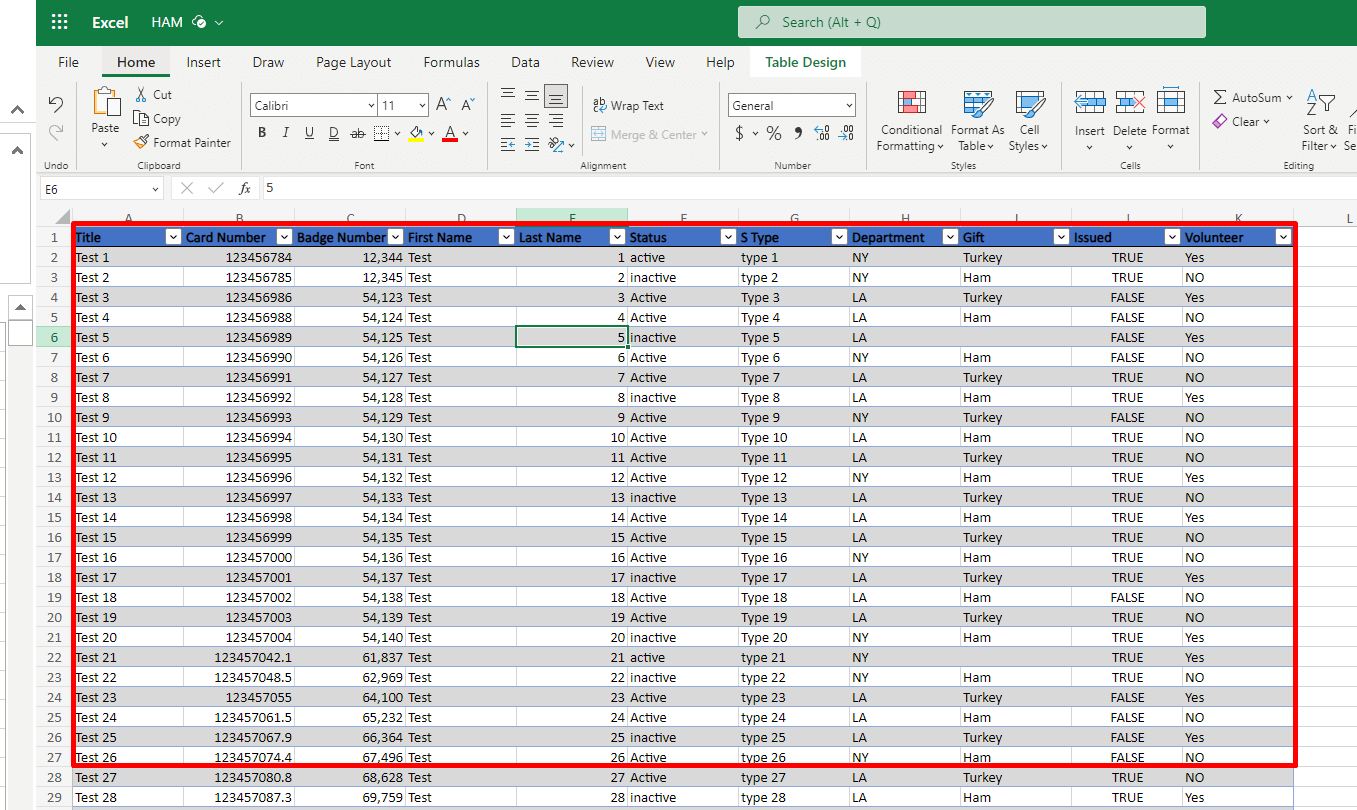 Excel HAM Search (Alt + Q)
File Home Insert Draw Page Layout Formulas Data Review View Help Table Design
Paste Cut Copy Format Painter
Calibri 11 A A
B I U D ab A
Wrap Text
Merge & Center
General
$ % 9 .00 .00
Conditional Formatting Format As Table Cell Styles
Insert Delete Format
AutoSum
Clear
Sort & Filter
Undo Clipboard Font Alignment Number Styles Cells Editing
E6 fx 5
A B C D E F G H I J K L
1 Title Card Number Badge Number First Name Last Name Status S Type Department Gift Issued Volunteer
2 Test 1 123456784 12,344 Test 1 active type 1 NY Turkey TRUE Yes
3 Test 2 123456785 12,345 Test 2 inactive type 2 NY Ham TRUE NO
4 Test 3 123456986 54,123 Test 3 Active Type 3 LA Turkey FALSE Yes
5 Test 4 123456988 54,124 Test 4 Active Type 4 LA Ham FALSE NO
6 Test 5 123456989 54,125 Test 5 inactive Type 5 LA FALSE Yes
7 Test 6 123456990 54,126 Test 6 Active Type 6 NY Ham FALSE NO
8 Test 7 123456991 54,127 Test 7 Active Type 7 LA Turkey TRUE NO
9 Test 8 123456992 54,128 Test 8 inactive Type 8 LA Ham TRUE Yes
10 Test 9 123456993 54,129 Test 9 Active Type 9 NY Turkey FALSE NO
11 Test 10 123456994 54,130 Test 10 Active Type 10 LA Ham TRUE NO
12 Test 11 123456995 54,131 Test 11 Active Type 11 LA Turkey TRUE NO
13 Test 12 123456996 54,132 Test 12 Active Type 12 NY Ham TRUE Yes
14 Test 13 123456997 54,133 Test 13 inactive Type 13 LA Turkey TRUE NO
15 Test 14 123456998 54,134 Test 14 Active Type 14 LA Ham TRUE Yes
16 Test 15 123456999 54,135 Test 15 Active Type 15 LA Turkey TRUE NO
17 Test 16 123457000 54,136 Test 16 Active Type 16 NY Ham TRUE NO
18 Test 17 123457001 54,137 Test 17 inactive Type 17 LA Turkey TRUE Yes
19 Test 18 123457002 54,138 Test 18 Active Type 18 LA Ham FALSE NO
20 Test 19 123457003 54,139 Test 19 Active Type 19 LA Turkey TRUE NO
21 Test 20 123457004 54,140 Test 20 inactive Type 20 NY Ham TRUE Yes
22 Test 21 123457042.1 61,837 Test 21 active type 21 NY TRUE Yes
23 Test 22 123457048.5 62,969 Test 22 inactive type 22 NY Ham TRUE NO
24 Test 23 123457055 64,100 Test 23 Active type 23 LA Turkey FALSE Yes
25 Test 24 123457061.5 65,232 Test 24 Active type 24 LA Ham FALSE NO
26 Test 25 123457067.9 66,364 Test 25 inactive type 25 LA Turkey FALSE Yes
27 Test 26 123457074.4 67,496 Test 26 Active type 26 NY Ham FALSE NO
28 Test 27 123457080.8 68,628 Test 27 Active type 27 LA Turkey TRUE NO
29 Test 28 123457087.3 69,759 Test 28 inactive type 28 LA Ham TRUE Yes